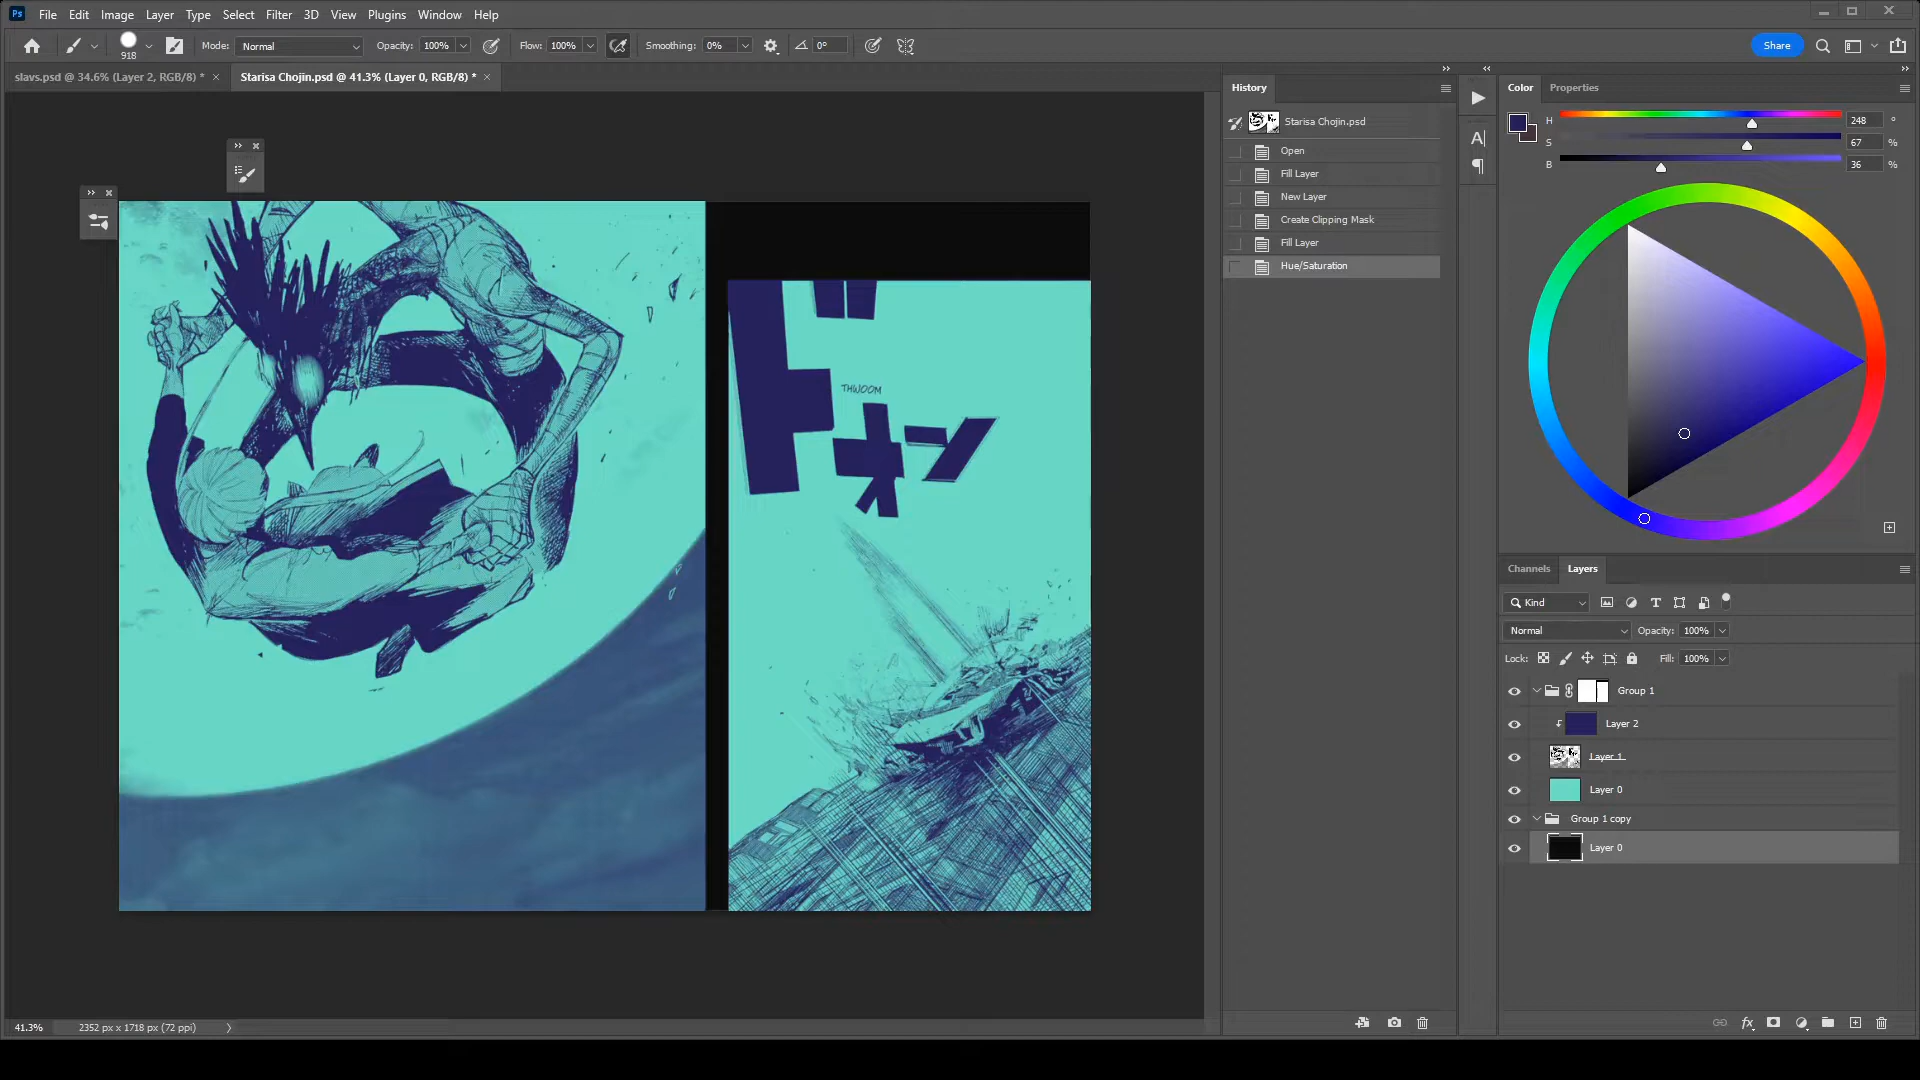 Ps File Edit Image Layer Type Select Filter 3D View Plugins Window Help
918 Mode: Normal Opacity: 100% Flow: 100% Smoothing: 0% 0° Share
slavs.psd @ 34.6% (Layer 2, RGB/8) *
Starisa Chojin.psd @ 41.3% (Layer 0, RGB/8) *
THWOOM
41.3% 2352 px x 1718 px (72 ppi)
History
Starisa Chojin.psd
Open
Fill Layer
New Layer
Create Clipping Mask
Fill Layer
Hue/Saturation
Color Properties
H 248 °
S 67 %
B 36 %
Channels Layers
Kind
Normal Opacity: 100%
Lock: Fill: 100%
Group 1
Layer 2
Layer 1
Layer 0
Group 1 copy
Layer 0